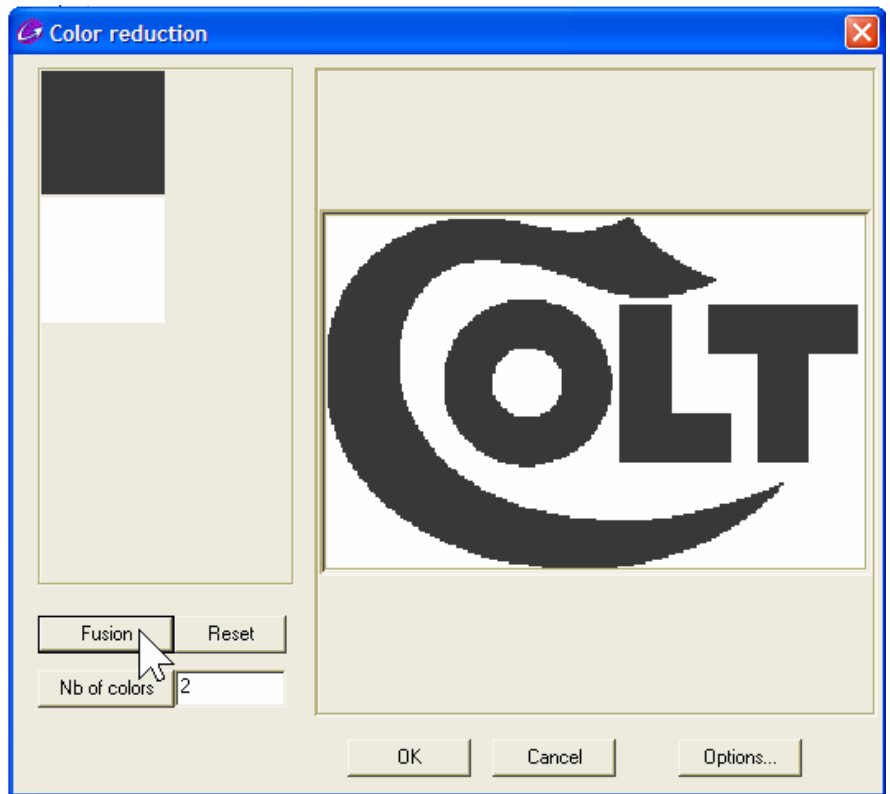 Color reduction
COLT
Fusion Reset
Nb of colors 2
OK Cancel Options...